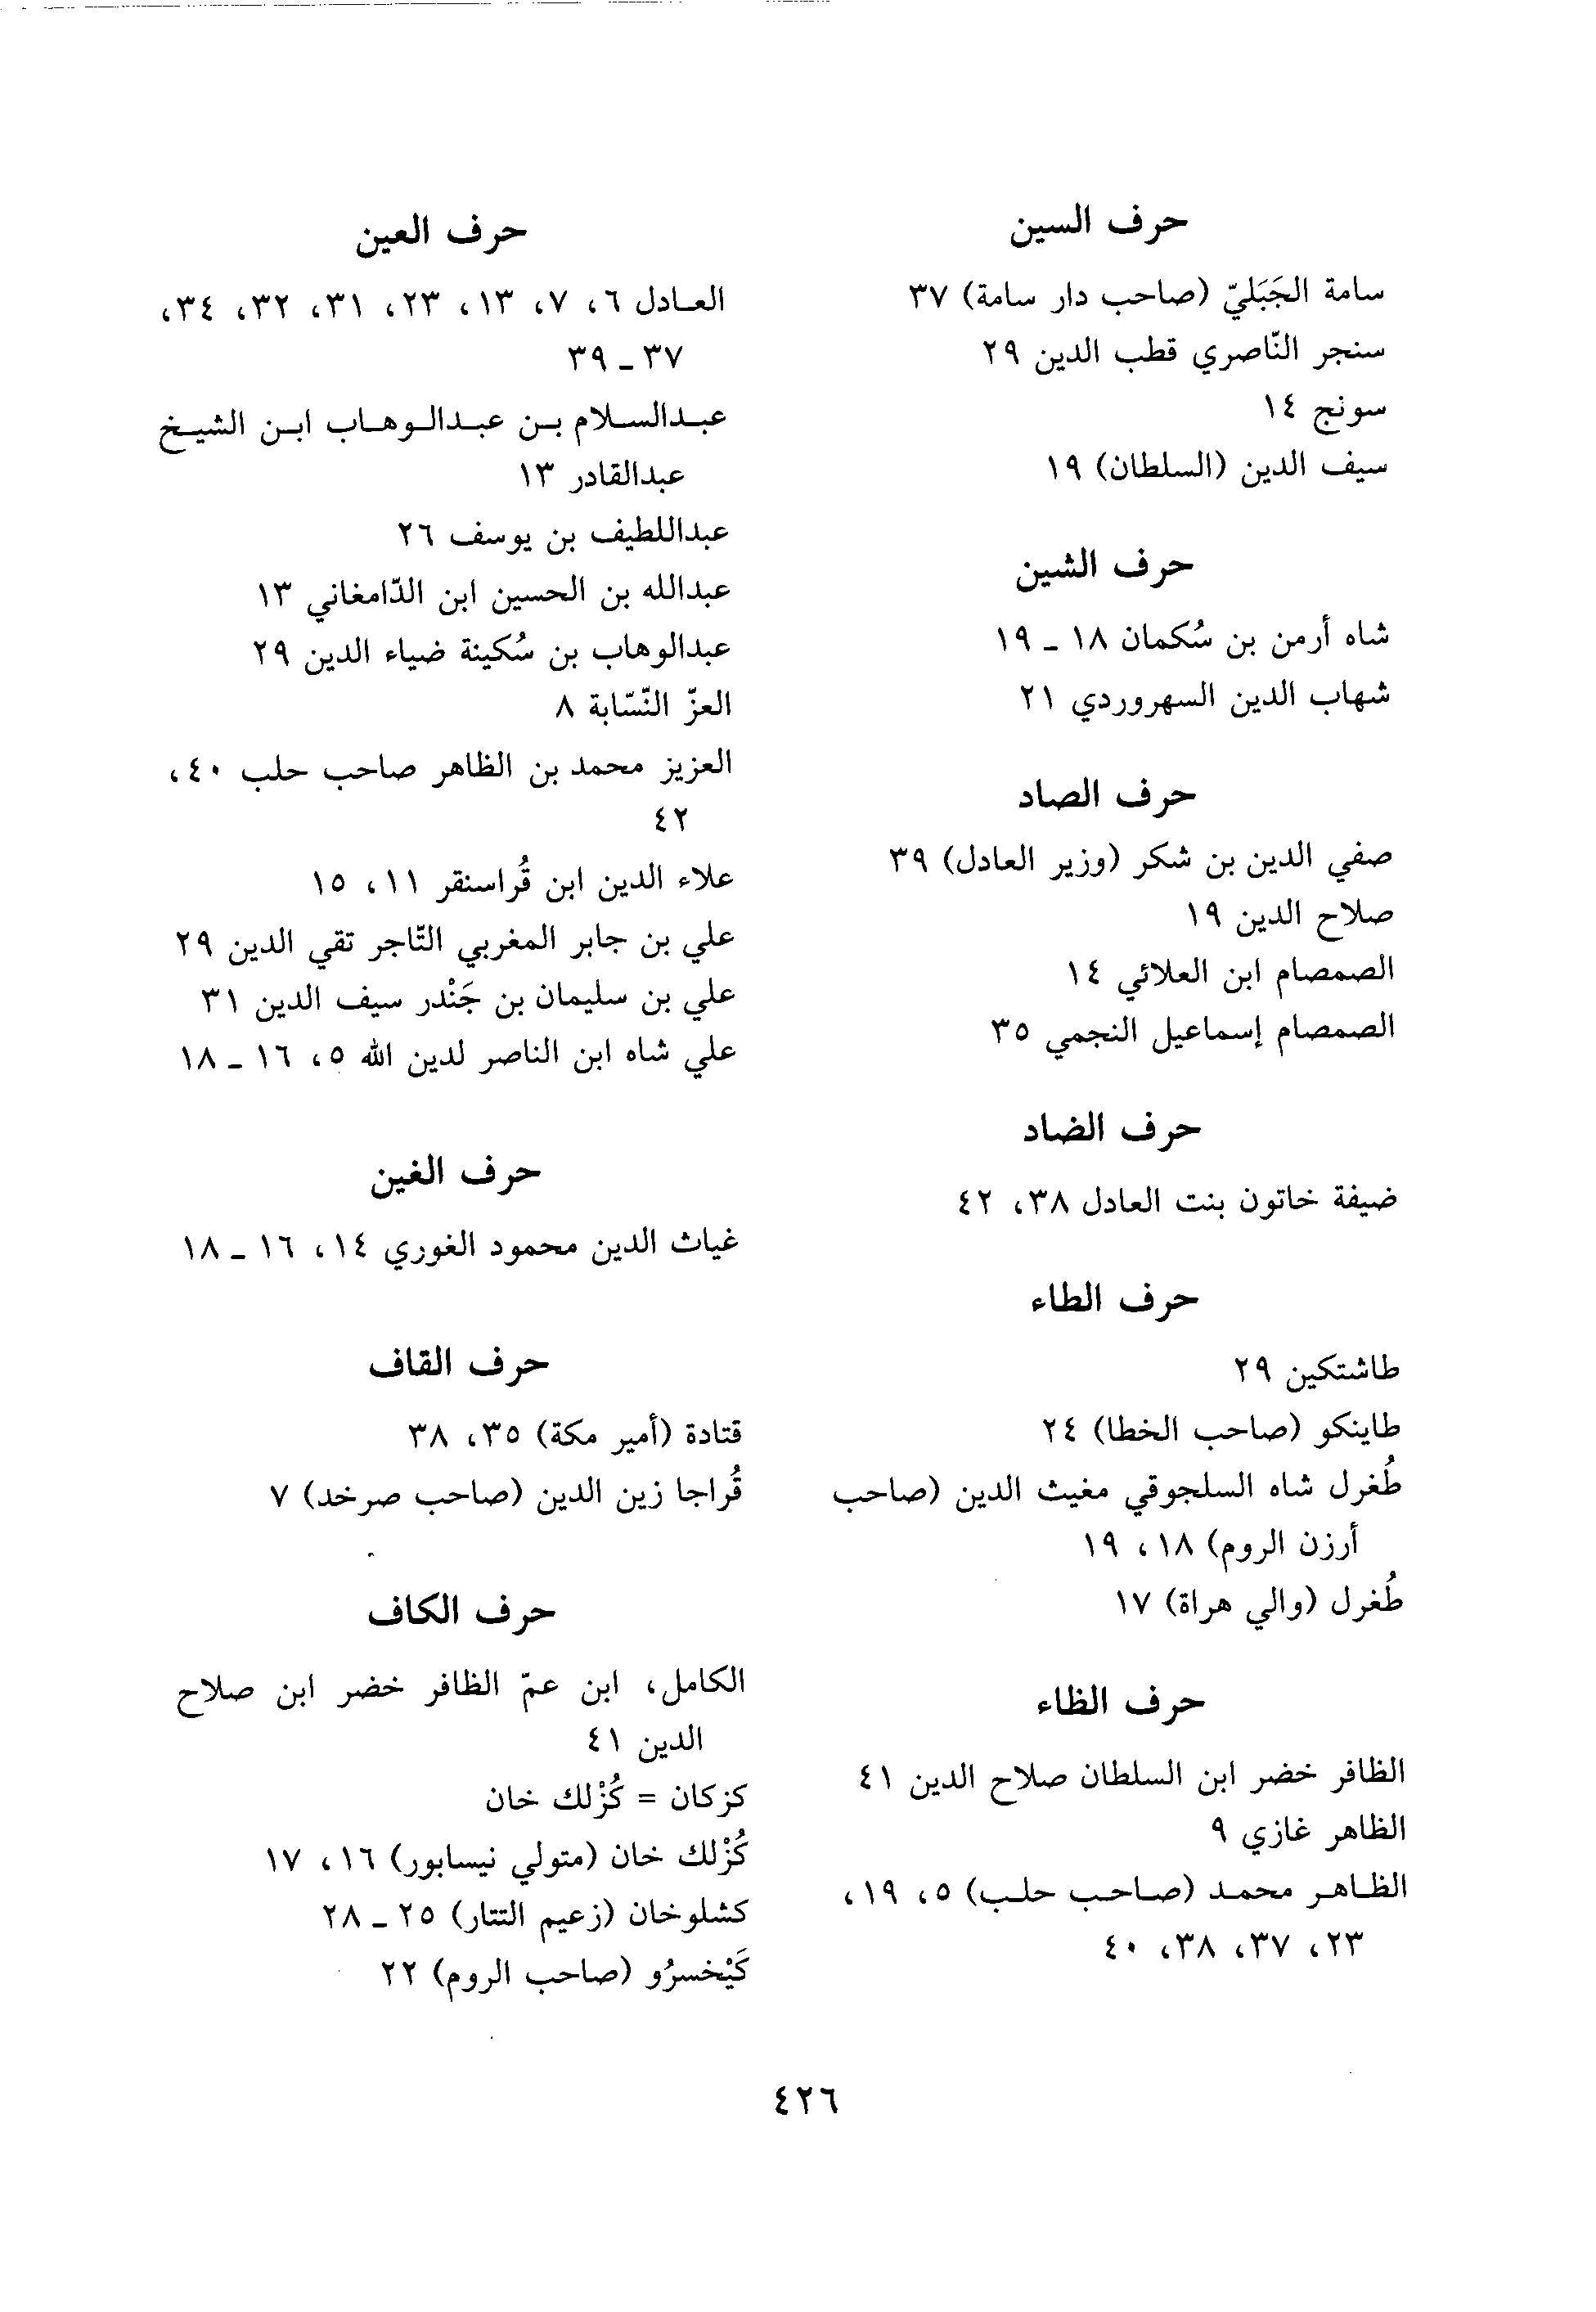 حرف السين
سامة الجَبَليّ (صاحب دار سامة) ٣٧
سنجر النّاصري قطب الدين ٢٩
سونج ١٤
سيف الدين (السلطان) ١٩
حرف الشين
شاه أرمن بن سُكمان ١٨ - ١٩
شهاب الدين السهروردي ٢١
حرف الصاد
صفي الدين بن شكر (وزير العادل) ٣٩
صلاح الدين ١٩
الصمصام ابن العلائي ١٤
الصمصام إسماعيل النجمي ٣٥
حرف الضاد
ضيفة خاتون بنت العادل ٣٨، ٤٢
حرف الطاء
طاشتكين ٢٩
طاينكو (صاحب الخطا) ٢٤
طُغرل شاه السلجوقي مغيث الدين (صاحب
أرزن الروم) ١٨، ١٩
طُغرل (والي هراة) ١٧
حرف الظاء
الظافر خضر ابن السلطان صلاح الدين ٤١
الظاهر غازي ٩
الظاهر محمد (صاحب حلب) ٥، ١٩،
٢٣، ٣٧، ٣٨، ٤٠
حرف العين
العادل ٦، ٧، ١٣، ٢٣، ٣١، ٣٢، ٣٤،
٣٧ - ٣٩
عبدالسلام بن عبدالوهاب ابن الشيخ
عبدالقادر ١٣
عبداللطيف بن يوسف ٢٦
عبدالله بن الحسين ابن الدّامغاني ١٣
عبدالوهاب بن سُكينة ضياء الدين ٢٩
العزّ النّسّابة ٨
العزيز محمد بن الظاهر صاحب حلب ٤٠،
٤٢
علاء الدين ابن قُراسنقر ١١، ١٥
علي بن جابر المغربي التّاجر تقي الدين ٢٩
علي بن سليمان بن جَنْدر سيف الدين ٣١
علي شاه ابن الناصر لدين الله ٥، ١٦ - ١٨
حرف الغين
غياث الدين محمود الغوري ١٤، ١٦ - ١٨
حرف القاف
قتادة (أمير مكة) ٣٥، ٣٨
قُراجا زين الدين (صاحب صرخد) ٧
حرف الكاف
الكامل، ابن عمّ الظافر خضر ابن صلاح
الدين ٤١
كزكان = كُزْلك خان
كُزْلك خان (متولي نيسابور) ١٦، ١٧
كشلوخان (زعيم التتار) ٢٥ - ٢٨
كَيْخسرُو (صاحب الروم) ٢٢
٤٢٦